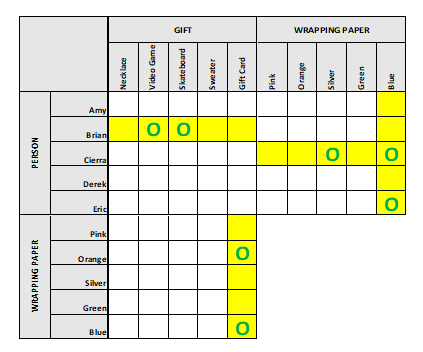 GIFT WRAPPING PAPER
Necklace Video Game Skateboard Sweater Gift Card Pink Orange Silver Green Blue
PERSON
Amy
Brian O O
Cierra O O
Derek
Eric O
WRAPPING PAPER
Pink
Orange O
Silver
Green
Blue O